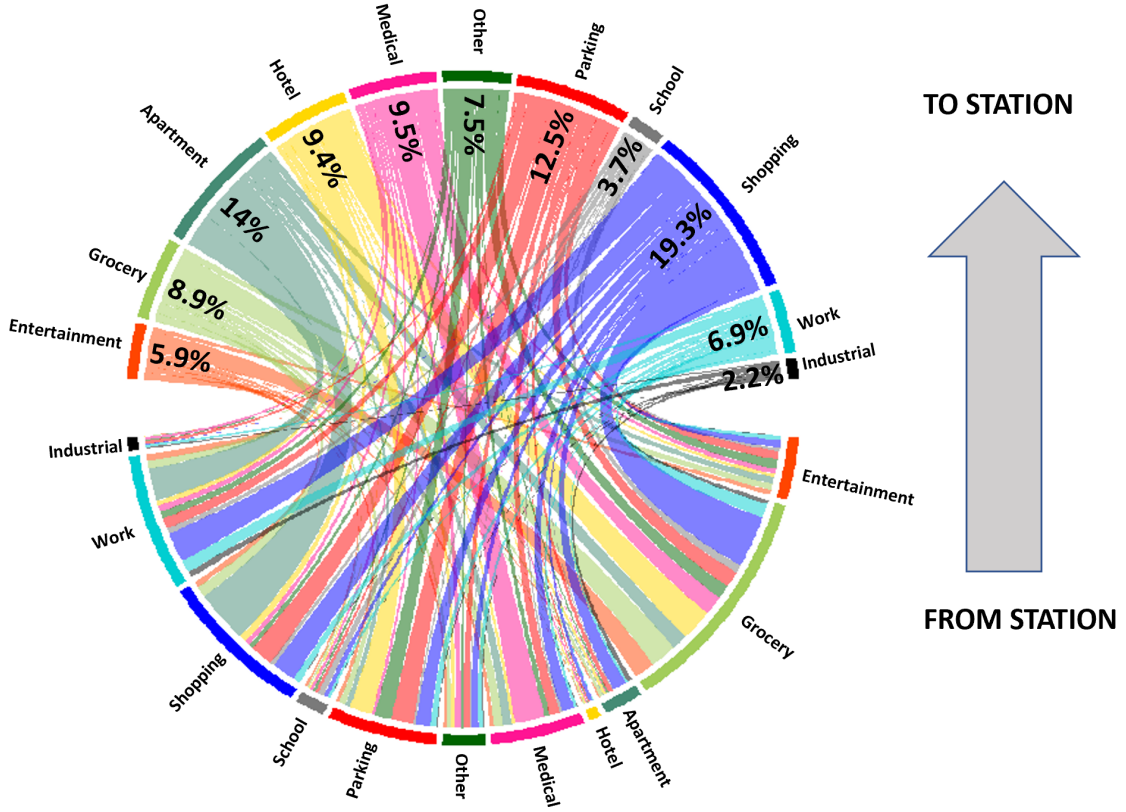 Other
Medical
Parking
Hotel
School
Apartment
Shopping
Grocery
Entertainment
Work
Industrial
7.5%
9.5%
12.5%
9.4%
3.7%
14%
19.3%
8.9%
6.9%
5.9%
2.2%
TO STATION
FROM STATION
Industrial
Work
Shopping
School
Parking
Other
Medical
Hotel
Apartment
Grocery
Entertainment